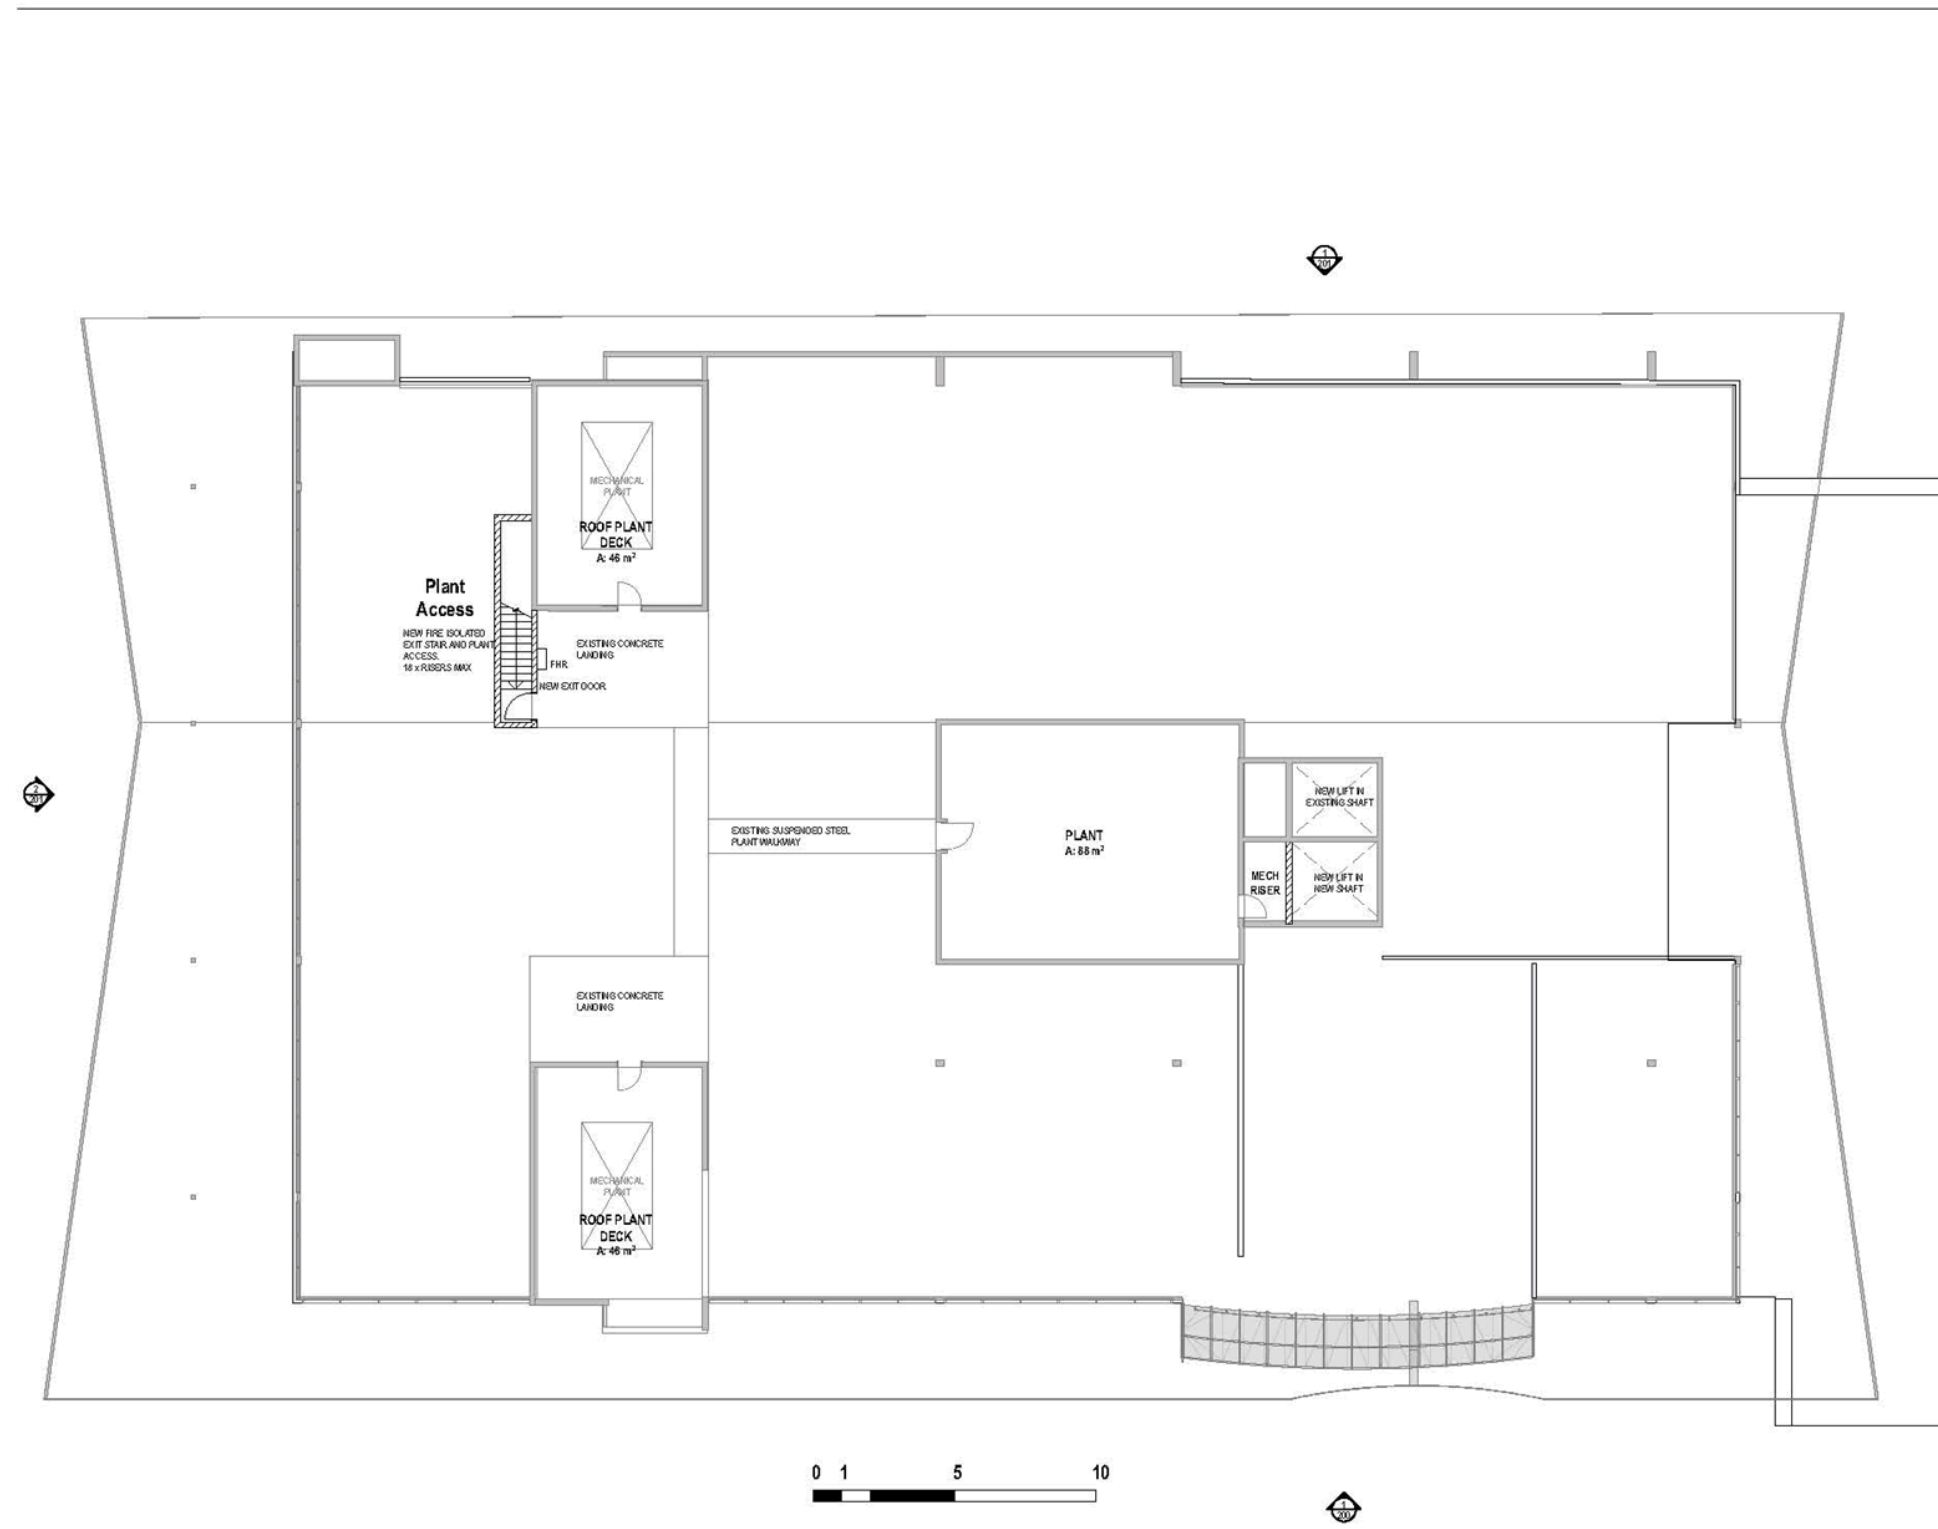 1
201
MECHANICAL
PLANT
ROOF PLANT
DECK
A: 46 m²
Plant
Access
NEW FIRE ISOLATED
EXIT STAIR AND PLANT
ACCESS.
18 x RISERS MAX
EXISTING CONCRETE
LANDING
FHR
NEW EXIT DOOR
2
201
EXISTING SUSPENDED STEEL
PLANT WALKWAY
PLANT
A: 88 m²
NEW LIFT IN
EXISTING SHAFT
MECH
RISER
NEW LIFT IN
NEW SHAFT
EXISTING CONCRETE
LANDING
MECHANICAL
PLANT
ROOF PLANT
DECK
A: 46 m²
0 1 5 10
1
200